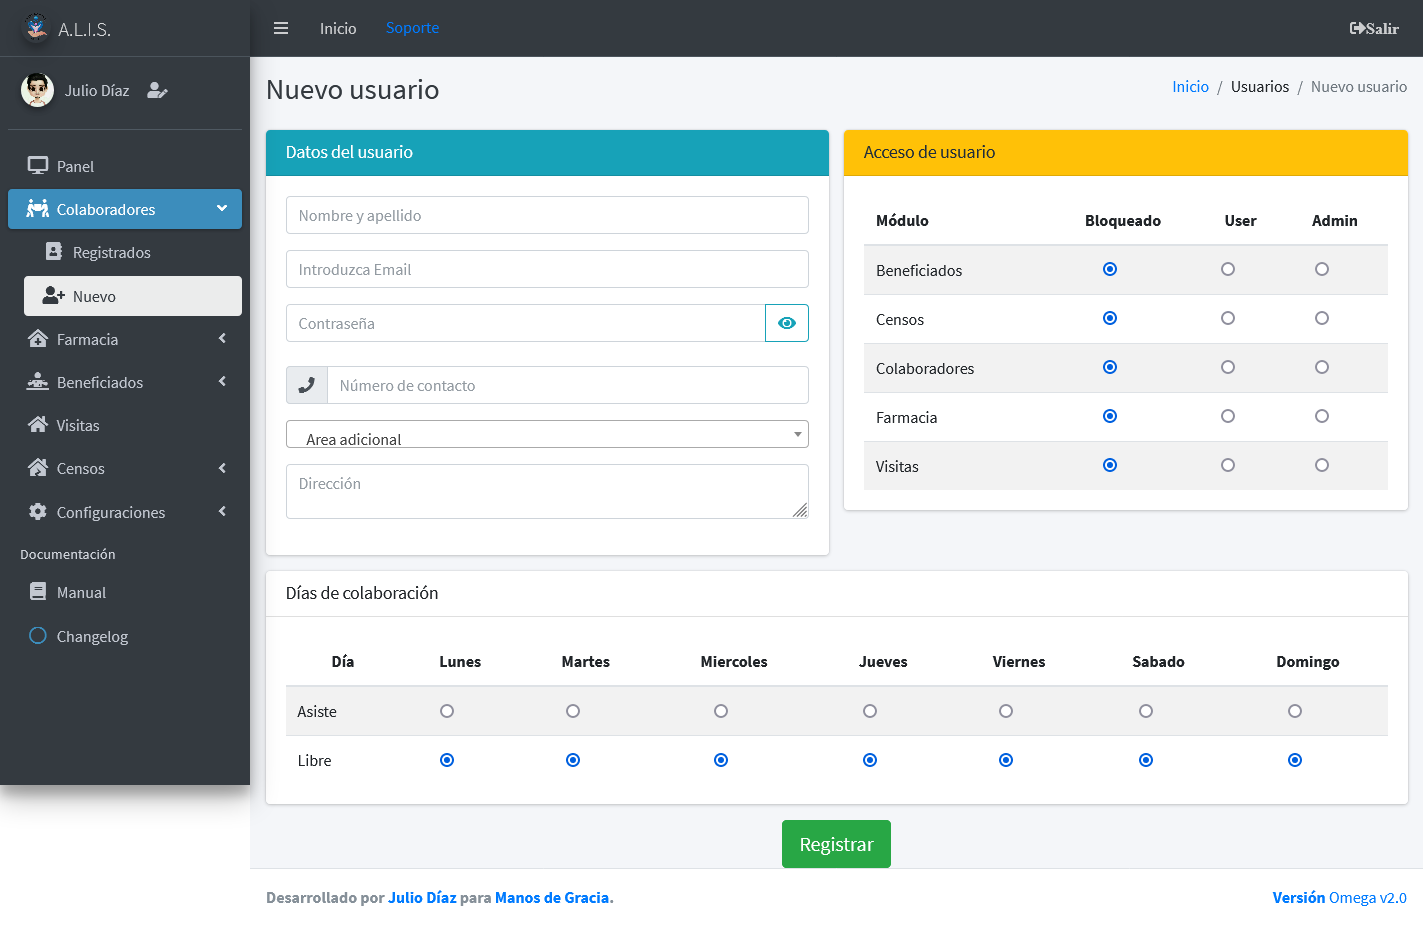 A.L.I.S.
Inicio
Soporte
Salir
Julio Díaz
Panel
Colaboradores
Registrados
Nuevo
Farmacia
Beneficiados
Visitas
Censos
Configuraciones
Documentación
Manual
Changelog
Nuevo usuario
Inicio / Usuarios / Nuevo usuario
Datos del usuario
Nombre y apellido
Introduzca Email
Contraseña
Número de contacto
Area adicional
Dirección
Acceso de usuario
Módulo Bloqueado User Admin
Beneficiados
Censos
Colaboradores
Farmacia
Visitas
Días de colaboración
Día Lunes Martes Miercoles Jueves Viernes Sabado Domingo
Asiste
Libre
Registrar
Desarrollado por Julio Díaz para Manos de Gracia.
Versión Omega v2.0